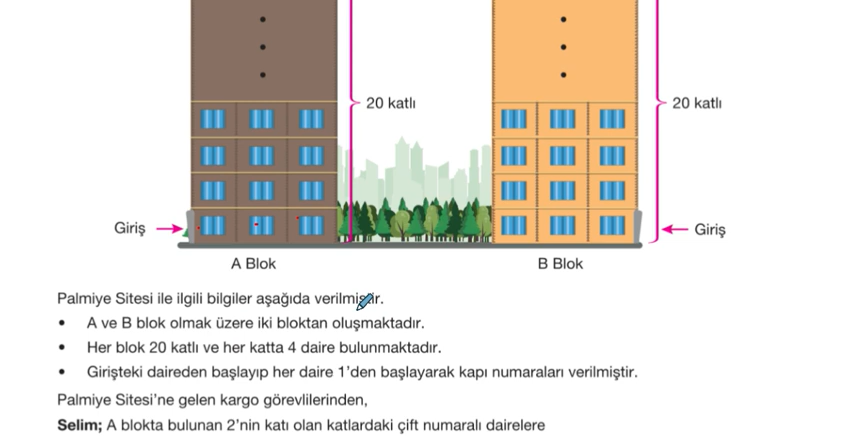 20 katlı
20 katlı
Giriş
Giriş
A Blok
B Blok
Palmiye Sitesi ile ilgili bilgiler aşağıda verilmiştir.
• A ve B blok olmak üzere iki bloktan oluşmaktadır.
• Her blok 20 katlı ve her katta 4 daire bulunmaktadır.
• Girişteki daireden başlayıp her daire 1’den başlayarak kapı numaraları verilmiştir.
Palmiye Sitesi’ne gelen kargo görevlilerinden,
Selim; A blokta bulunan 2’nin katı olan katlardaki çift numaralı dairelere